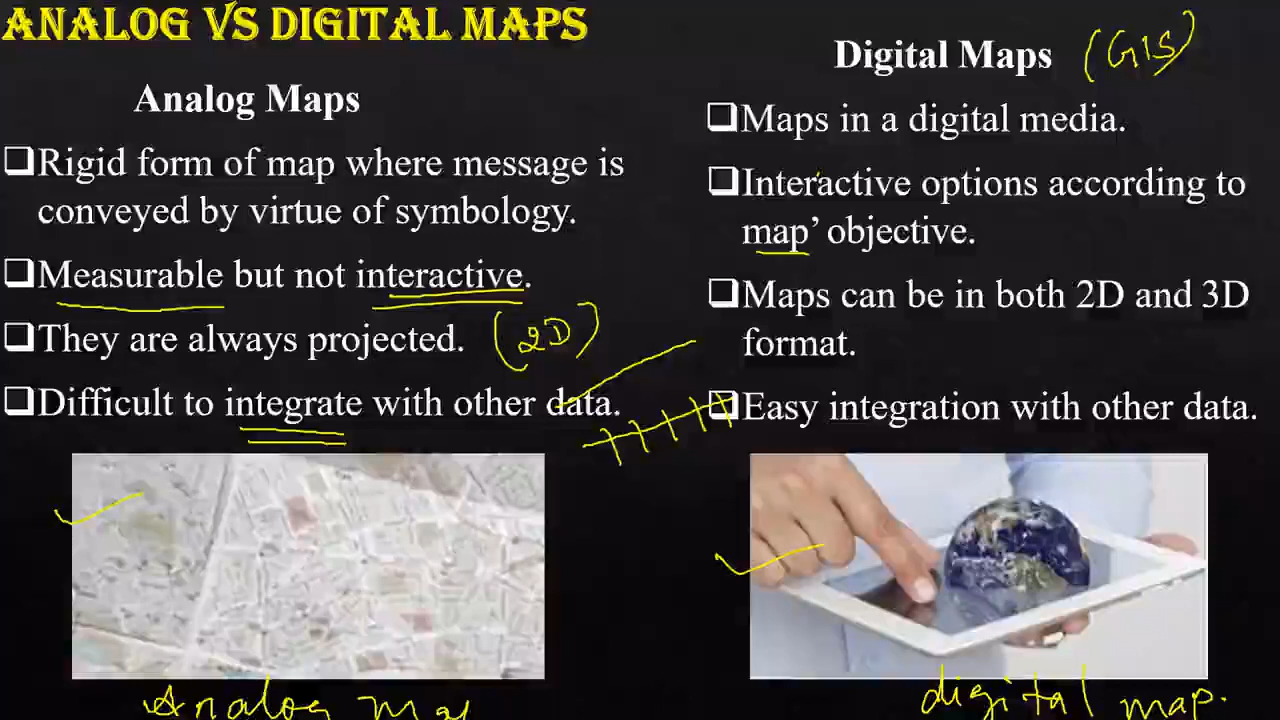 ANALOG VS DIGITAL MAPS
Analog Maps
❑Rigid form of map where message is
conveyed by virtue of symbology.
❑Measurable but not interactive.
❑They are always projected. (2D)
❑Difficult to integrate with other data.
Analog Ma
Digital Maps (GIS)
❑Maps in a digital media.
❑Interactive options according to
map’ objective.
❑Maps can be in both 2D and 3D
format.
❑Easy integration with other data.
digital map.